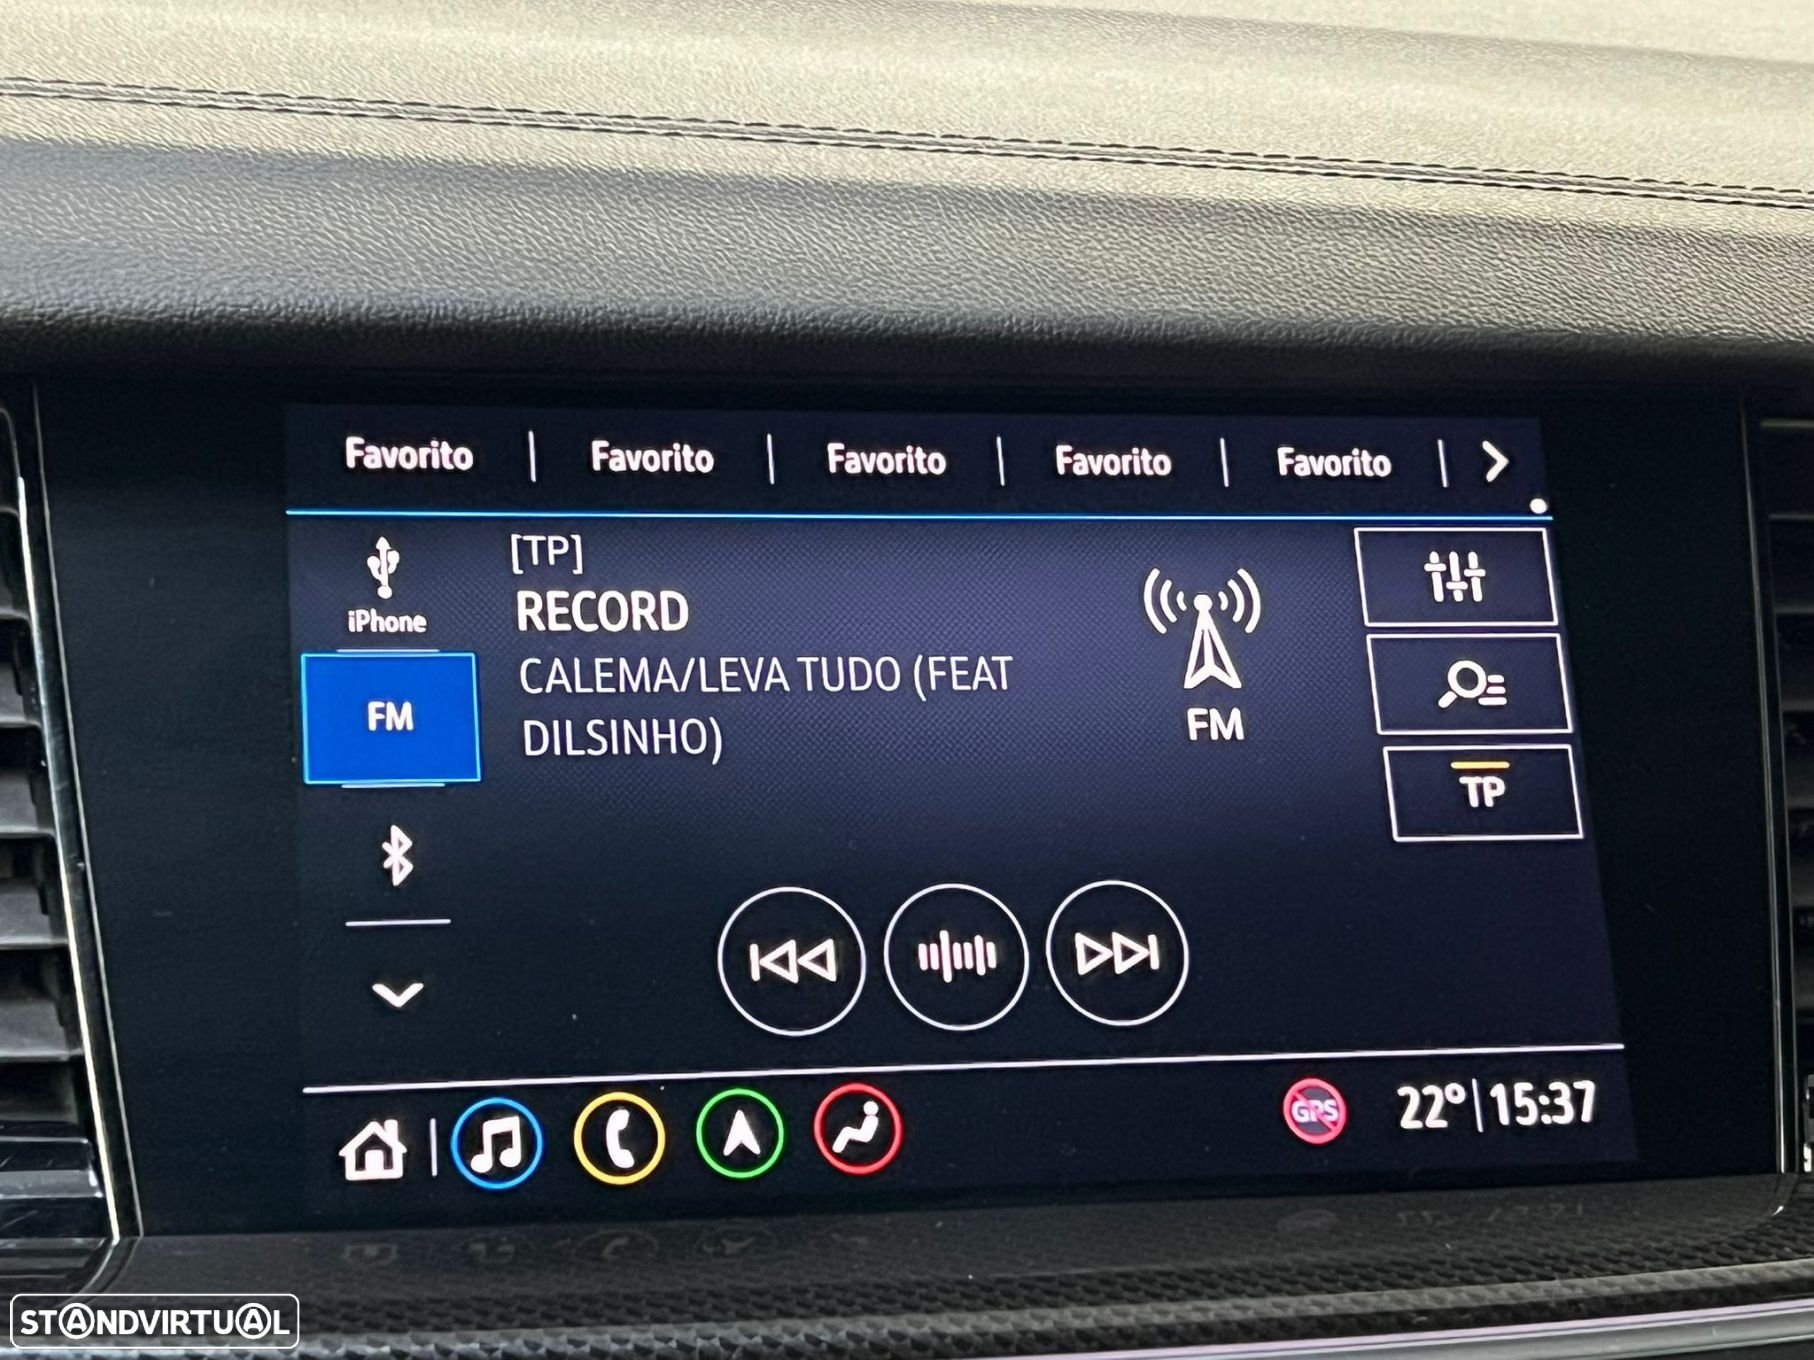 Favorito | Favorito | Favorito | Favorito | Favorito |
iPhone
FM
[TP]
RECORD
CALEMA/LEVA TUDO (FEAT
DILSINHO)
FM
TP
GPS
22° | 15:37
STANDVIRTUAL